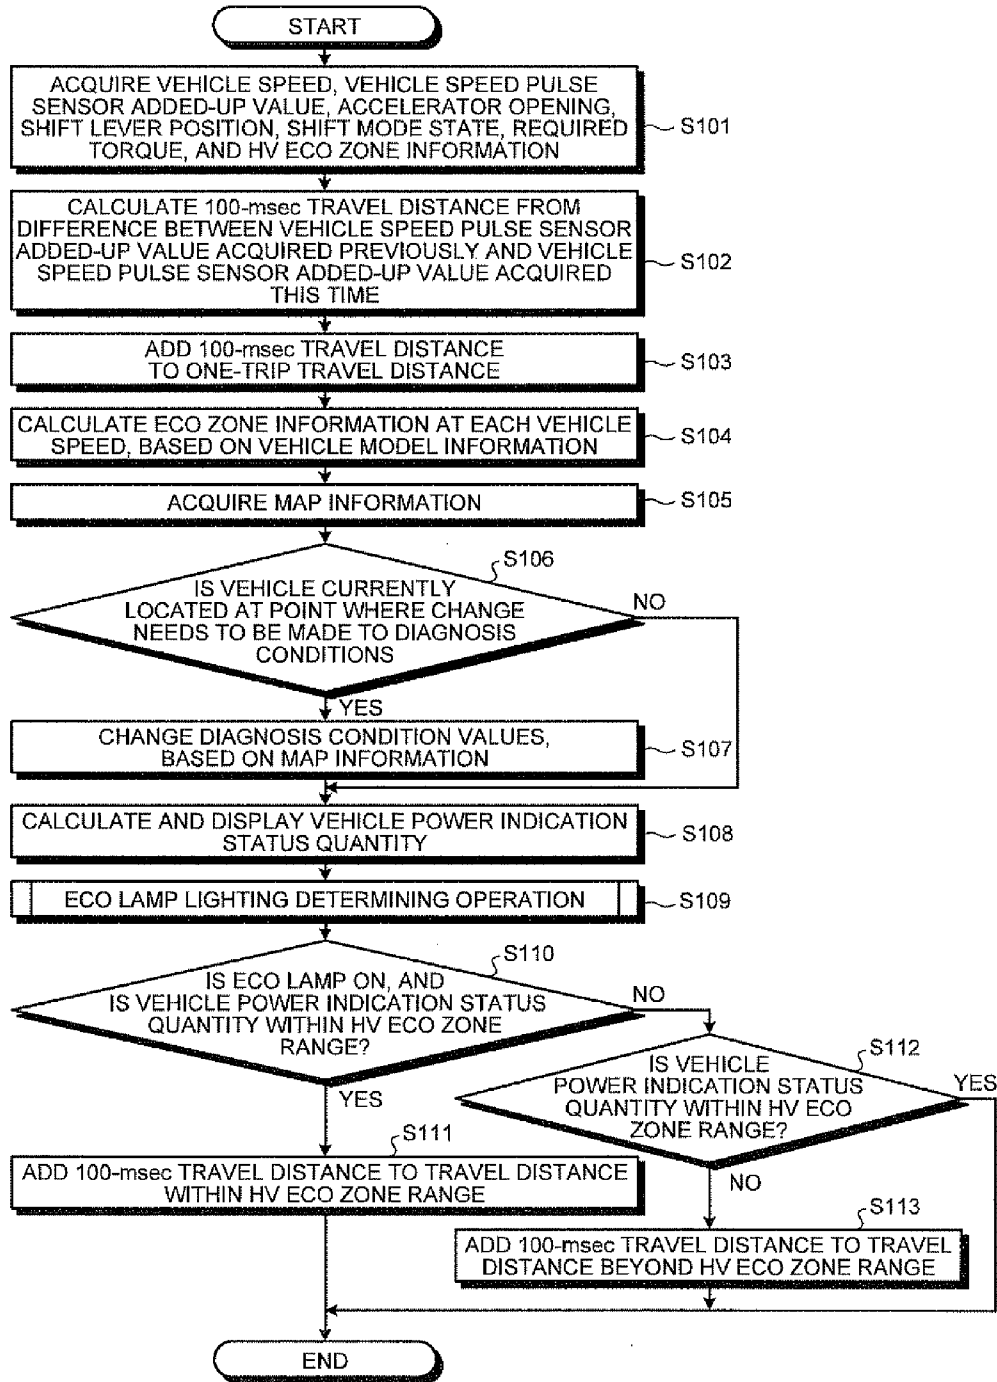 START
ACQUIRE VEHICLE SPEED, VEHICLE SPEED PULSE
SENSOR ADDED-UP VALUE, ACCELERATOR OPENING,
SHIFT LEVER POSITION, SHIFT MODE STATE, REQUIRED
TORQUE, AND HV ECO ZONE INFORMATION
S101
CALCULATE 100-msec TRAVEL DISTANCE FROM
DIFFERENCE BETWEEN VEHICLE SPEED PULSE SENSOR
ADDED-UP VALUE ACQUIRED PREVIOUSLY AND VEHICLE
SPEED PULSE SENSOR ADDED-UP VALUE ACQUIRED
THIS TIME
S102
ADD 100-msec TRAVEL DISTANCE
TO ONE-TRIP TRAVEL DISTANCE
S103
CALCULATE ECO ZONE INFORMATION AT EACH VEHICLE
SPEED, BASED ON VEHICLE MODEL INFORMATION
S104
ACQUIRE MAP INFORMATION
S105
S106
IS VEHICLE CURRENTLY
LOCATED AT POINT WHERE CHANGE
NEEDS TO BE MADE TO DIAGNOSIS
CONDITIONS
NO
YES
CHANGE DIAGNOSIS CONDITION VALUES,
BASED ON MAP INFORMATION
S107
CALCULATE AND DISPLAY VEHICLE POWER INDICATION
STATUS QUANTITY
S108
ECO LAMP LIGHTING DETERMINING OPERATION
S109
S110
IS ECO LAMP ON, AND
IS VEHICLE POWER INDICATION STATUS
QUANTITY WITHIN HV ECO ZONE
RANGE?
NO
YES
S112
IS VEHICLE
POWER INDICATION STATUS
QUANTITY WITHIN HV ECO
ZONE RANGE?
YES
NO
S111
ADD 100-msec TRAVEL DISTANCE TO TRAVEL DISTANCE
WITHIN HV ECO ZONE RANGE
S113
ADD 100-msec TRAVEL DISTANCE TO TRAVEL
DISTANCE BEYOND HV ECO ZONE RANGE
END